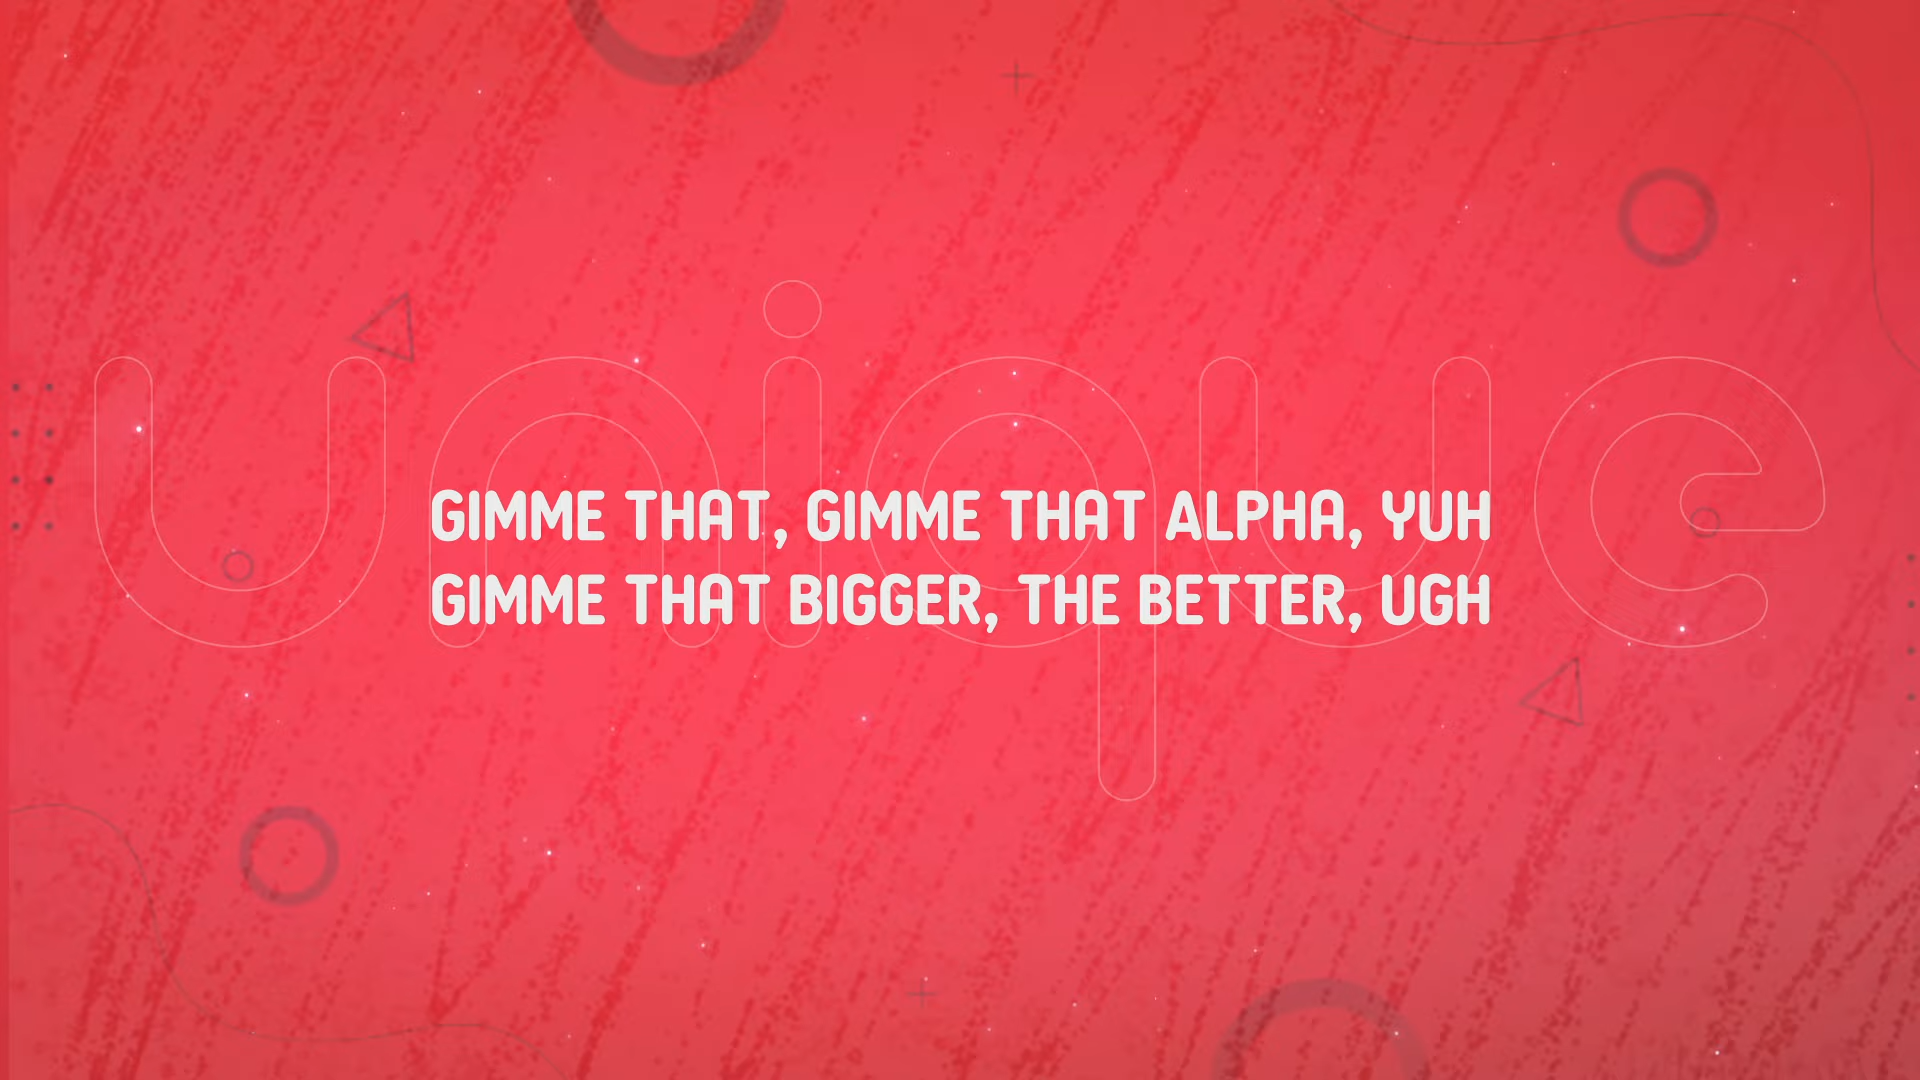 unique
GIMME THAT, GIMME THAT ALPHA, YUH
GIMME THAT BIGGER, THE BETTER, UGH